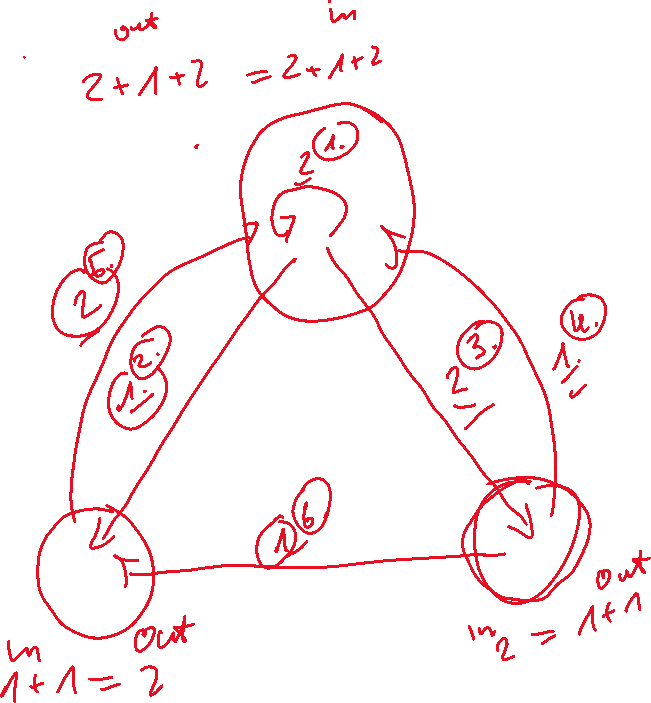 out in
2+1+2 = 2+1+2
2 1.
5.
2
4.
2.
3.
1.
1.
2
6
1
in out
1+1 = 2
in out
2 = 1+1